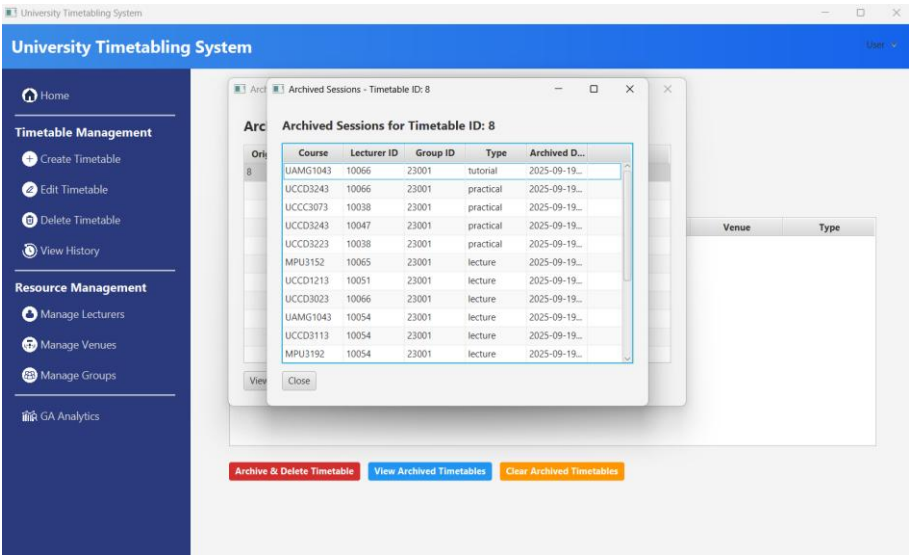 University Timetabling System
University Timetabling System
User
Home
Timetable Management
Create Timetable
Edit Timetable
Delete Timetable
View History
Resource Management
Manage Lecturers
Manage Venues
Manage Groups
GA Analytics
Arch
Archived Sessions - Timetable ID: 8
Arc
Archived Sessions for Timetable ID: 8
Orig
8
Course Lecturer ID Group ID Type Archived D...
UAMG1043 10066 23001 tutorial 2025-09-19...
UCCD3243 10066 23001 practical 2025-09-19...
UCCC3073 10038 23001 practical 2025-09-19...
UCCD3243 10047 23001 practical 2025-09-19...
UCCD3223 10038 23001 practical 2025-09-19...
MPU3152 10065 23001 lecture 2025-09-19...
UCCD1213 10051 23001 lecture 2025-09-19...
UCCD3023 10066 23001 lecture 2025-09-19...
UAMG1043 10054 23001 lecture 2025-09-19...
UCCD3113 10054 23001 lecture 2025-09-19...
MPU3192 10054 23001 lecture 2025-09-19...
View
Close
Venue Type
Archive & Delete Timetable View Archived Timetables Clear Archived Timetables